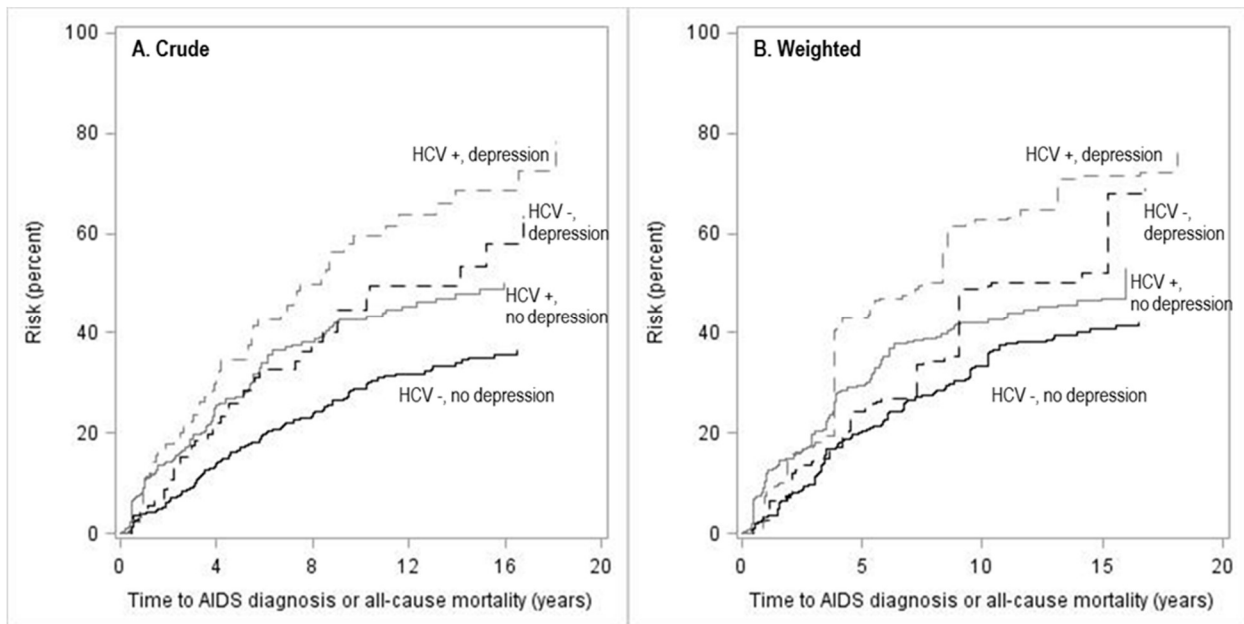 A. Crude
100
80
60
40
20
0
Risk (percent)
HCV +, depression
HCV -,
depression
HCV +,
no depression
HCV -, no depression
0 4 8 12 16 20
Time to AIDS diagnosis or all-cause mortality (years)
B. Weighted
100
80
60
40
20
0
Risk (percent)
HCV +, depression
HCV -,
depression
HCV +,
no depression
HCV -, no depression
0 5 10 15 20
Time to AIDS diagnosis or all-cause mortality (years)